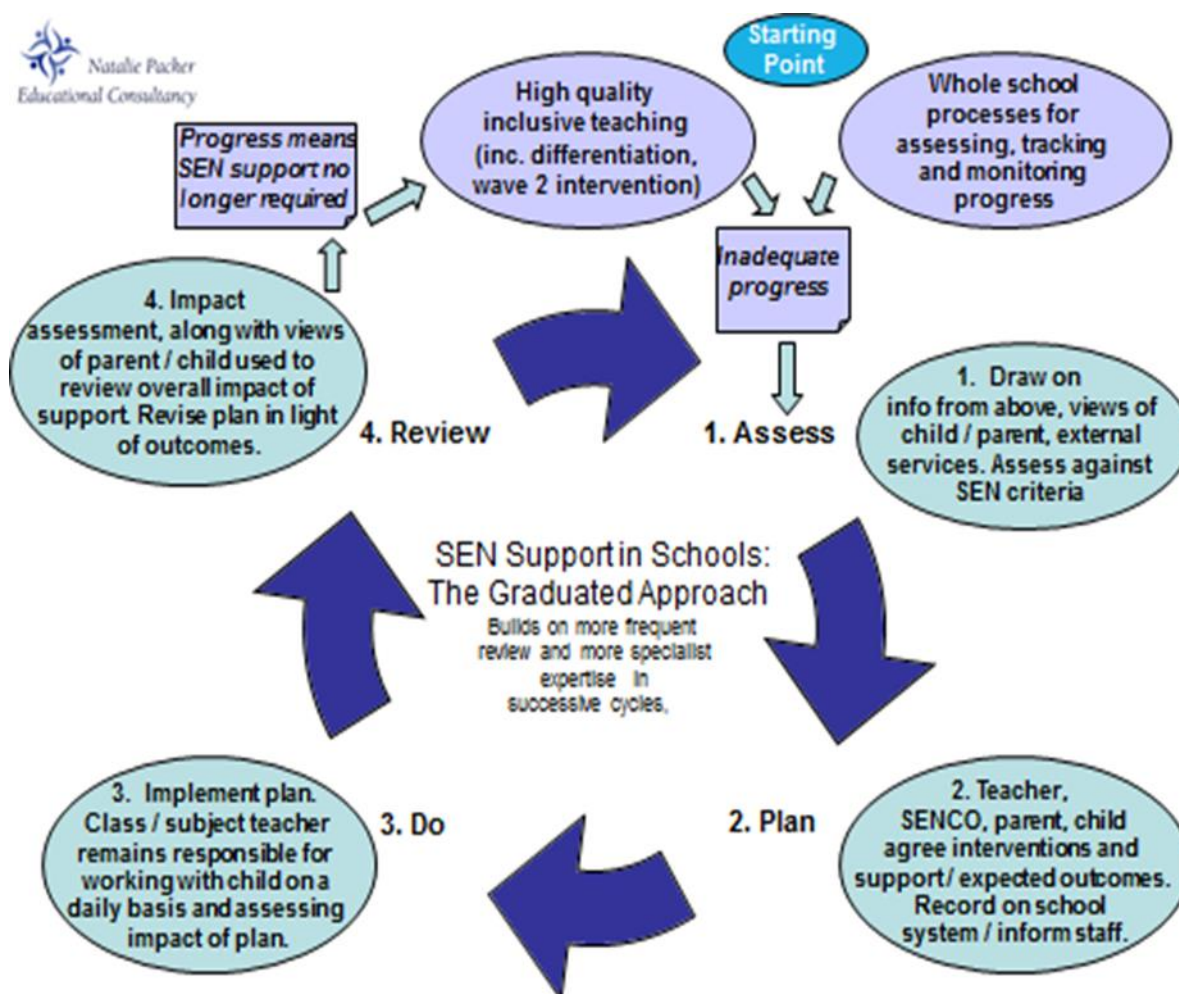 Natalie Packer
Educational Consultancy
Starting
Point
High quality
inclusive teaching
(inc. differentiation,
wave 2 intervention)
Whole school
processes for
assessing, tracking
and monitoring
progress
Progress means
SEN support no
longer required
Inadequate
progress
4. Impact
assessment, along with views
of parent / child used to
review overall impact of
support. Revise plan in light
of outcomes.
4. Review
1. Assess
1. Draw on
info from above, views of
child / parent, external
services. Assess against
SEN criteria
SEN Support in Schools:
The Graduated Approach
Builds on more frequent
review and more specialist
expertise in
successive cycles,
3. Implement plan.
Class / subject teacher
remains responsible for
working with child on a
daily basis and assessing
impact of plan.
3. Do
2. Plan
2. Teacher,
SENCO, parent, child
agree interventions and
support / expected outcomes.
Record on school
system / inform staff.